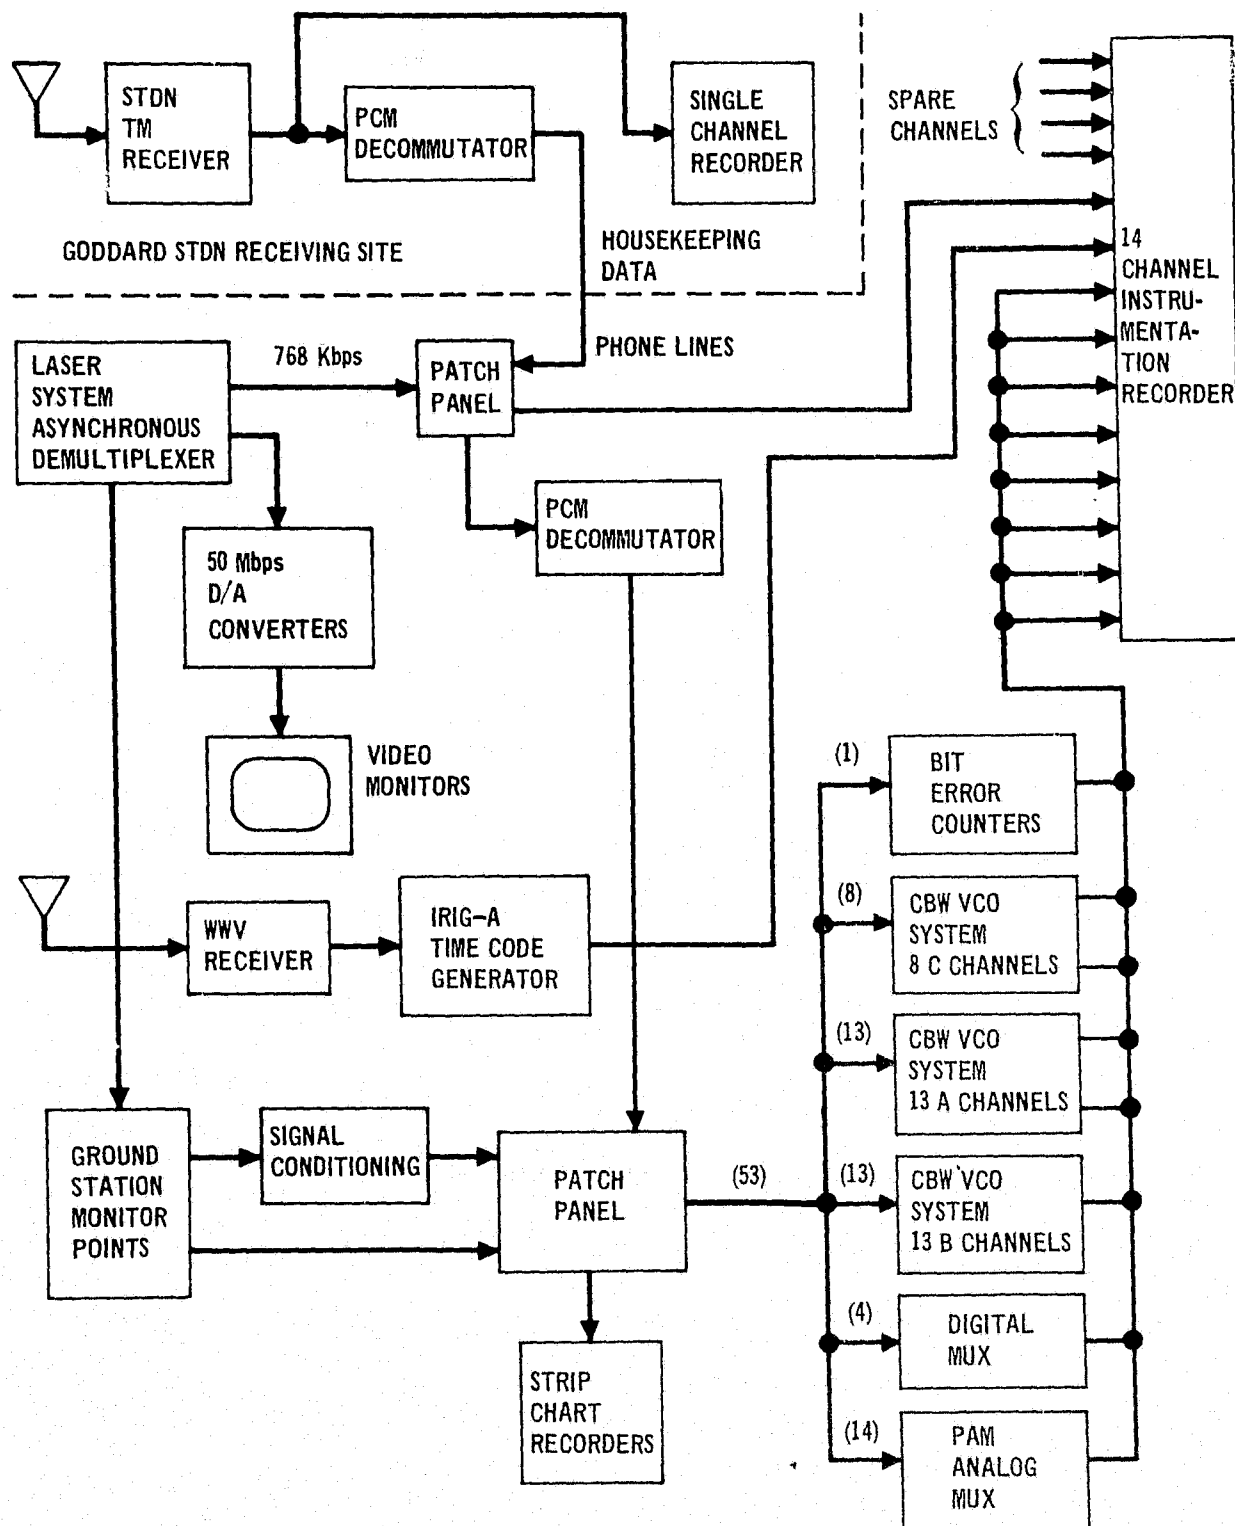 STDN
TM
RECEIVER
PCM
DECOMMUTATOR
SINGLE
CHANNEL
RECORDER
SPARE
CHANNELS
GODDARD STDN RECEIVING SITE
HOUSEKEEPING
DATA
14
CHANNEL
INSTRU-
MENTA-
TION
RECORDER
LASER
SYSTEM
ASYNCHRONOUS
DEMULTIPLEXER
768 Kbps
PATCH
PANEL
PHONE LINES
PCM
DECOMMUTATOR
50 Mbps
D/A
CONVERTERS
VIDEO
MONITORS
WWV
RECEIVER
IRIG-A
TIME CODE
GENERATOR
(1)
BIT
ERROR
COUNTERS
(8)
CBW VCO
SYSTEM
8 C CHANNELS
(13)
CBW VCO
SYSTEM
13 A CHANNELS
GROUND
STATION
MONITOR
POINTS
SIGNAL
CONDITIONING
PATCH
PANEL
(53)
(13)
CBW VCO
SYSTEM
13 B CHANNELS
(4)
DIGITAL
MUX
STRIP
CHART
RECORDERS
(14)
PAM
ANALOG
MUX